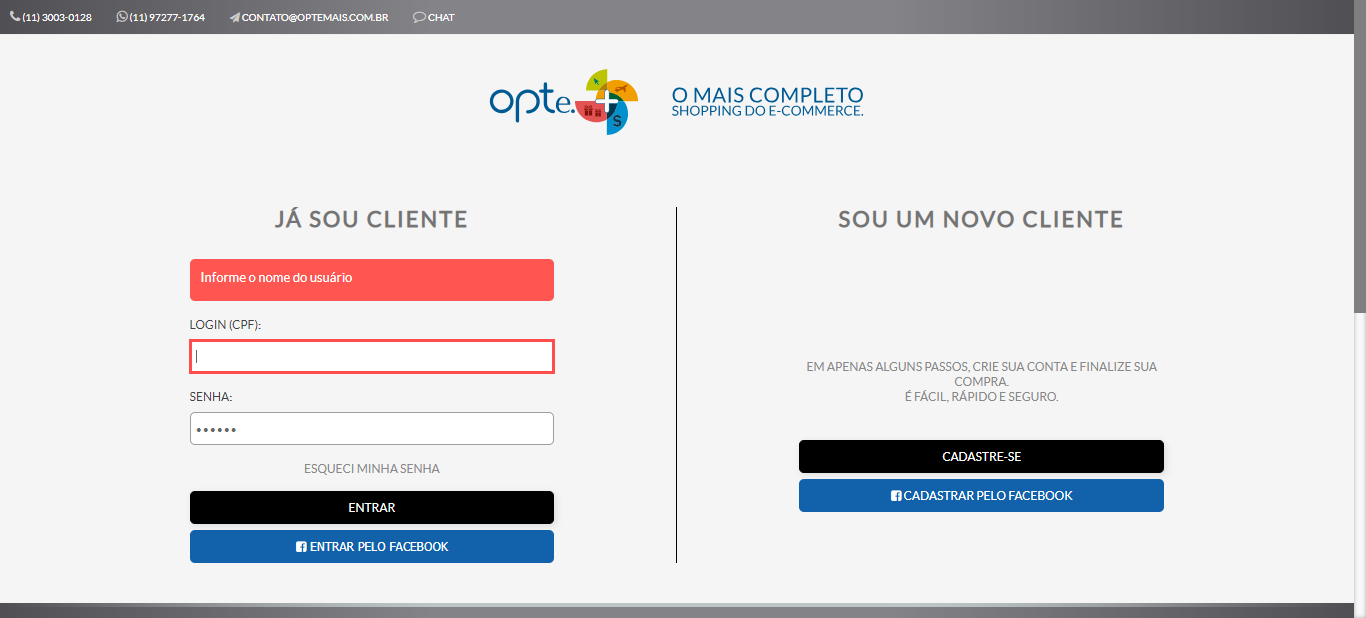 (11) 3003-0128 (11) 97277-1764 CONTATO@OPTEMAIS.COM.BR CHAT
opte.+ O MAIS COMPLETO
$ SHOPPING DO E-COMMERCE.
JÁ SOU CLIENTE
Informe o nome do usuário
LOGIN (CPF):
SENHA:
••••••
ESQUECI MINHA SENHA
ENTRAR
ENTRAR PELO FACEBOOK
SOU UM NOVO CLIENTE
EM APENAS ALGUNS PASSOS, CRIE SUA CONTA E FINALIZE SUA
COMPRA.
É FÁCIL, RÁPIDO E SEGURO.
CADASTRE-SE
CADASTRAR PELO FACEBOOK